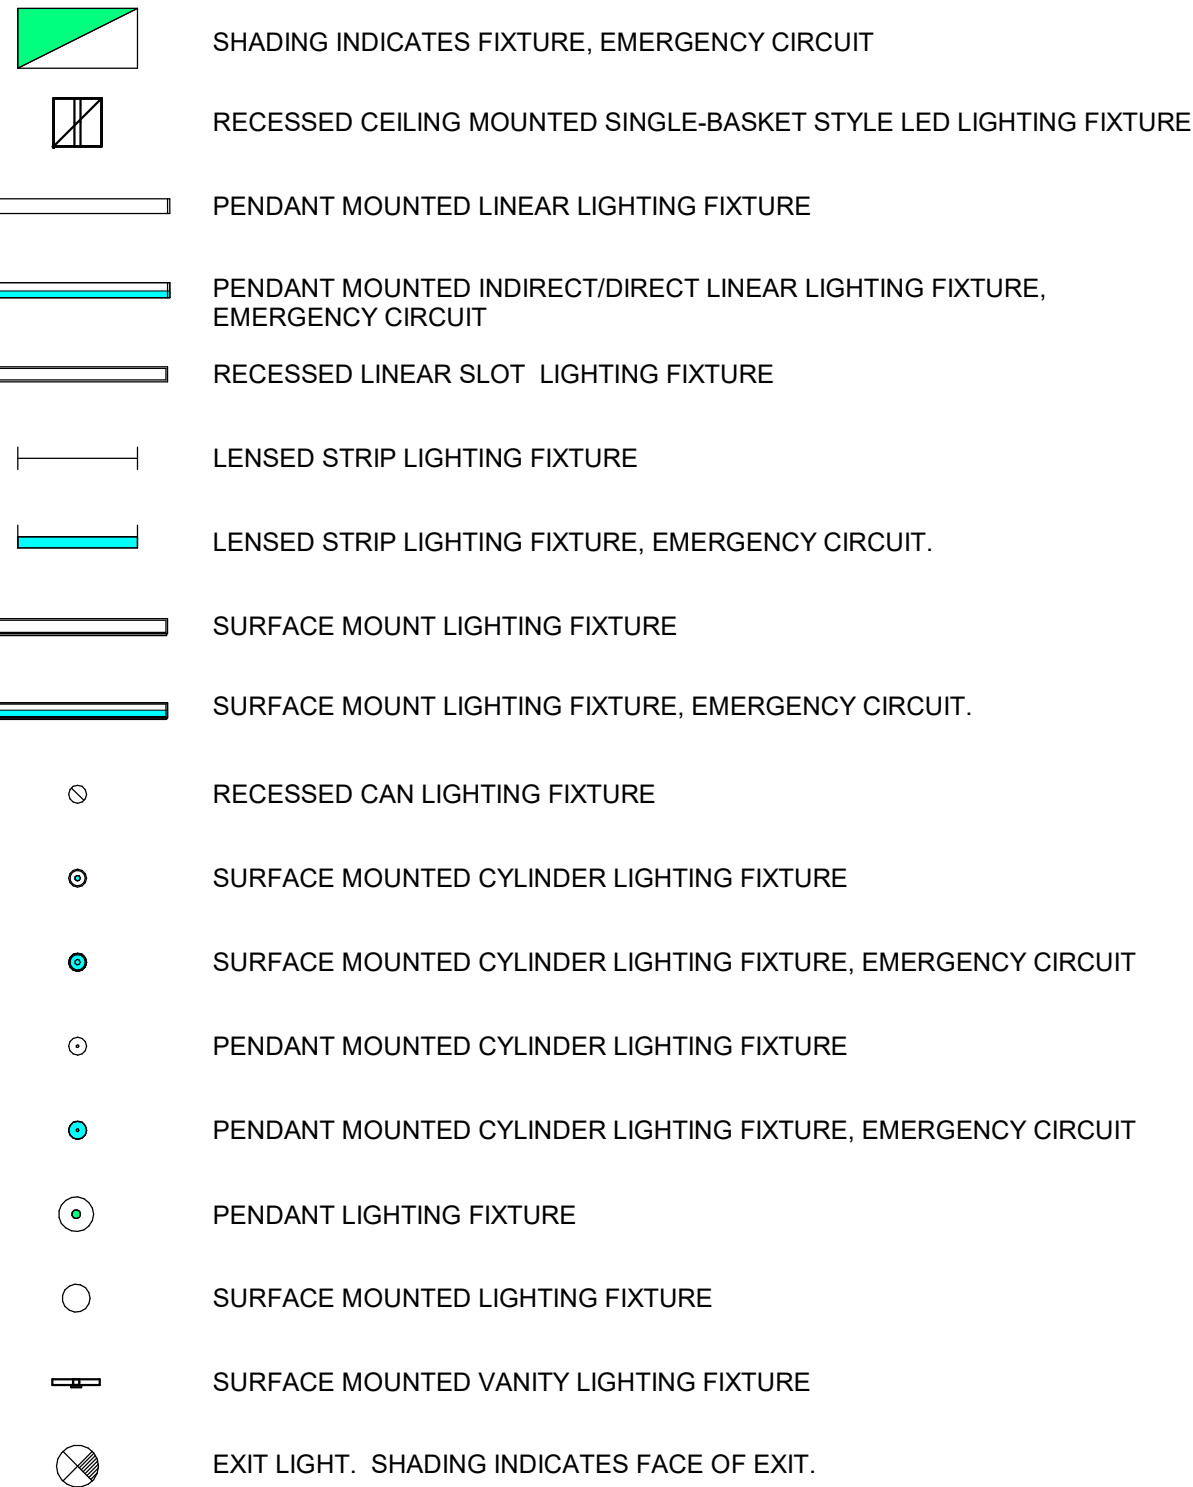 SHADING INDICATES FIXTURE, EMERGENCY CIRCUIT
RECESSED CEILING MOUNTED SINGLE-BASKET STYLE LED LIGHTING FIXTURE
PENDANT MOUNTED LINEAR LIGHTING FIXTURE
PENDANT MOUNTED INDIRECT/DIRECT LINEAR LIGHTING FIXTURE,
EMERGENCY CIRCUIT
RECESSED LINEAR SLOT  LIGHTING FIXTURE
LENSED STRIP LIGHTING FIXTURE
LENSED STRIP LIGHTING FIXTURE, EMERGENCY CIRCUIT.
SURFACE MOUNT LIGHTING FIXTURE
SURFACE MOUNT LIGHTING FIXTURE, EMERGENCY CIRCUIT.
RECESSED CAN LIGHTING FIXTURE
SURFACE MOUNTED CYLINDER LIGHTING FIXTURE
SURFACE MOUNTED CYLINDER LIGHTING FIXTURE, EMERGENCY CIRCUIT
PENDANT MOUNTED CYLINDER LIGHTING FIXTURE
PENDANT MOUNTED CYLINDER LIGHTING FIXTURE, EMERGENCY CIRCUIT
PENDANT LIGHTING FIXTURE
SURFACE MOUNTED LIGHTING FIXTURE
SURFACE MOUNTED VANITY LIGHTING FIXTURE
EXIT LIGHT.  SHADING INDICATES FACE OF EXIT.